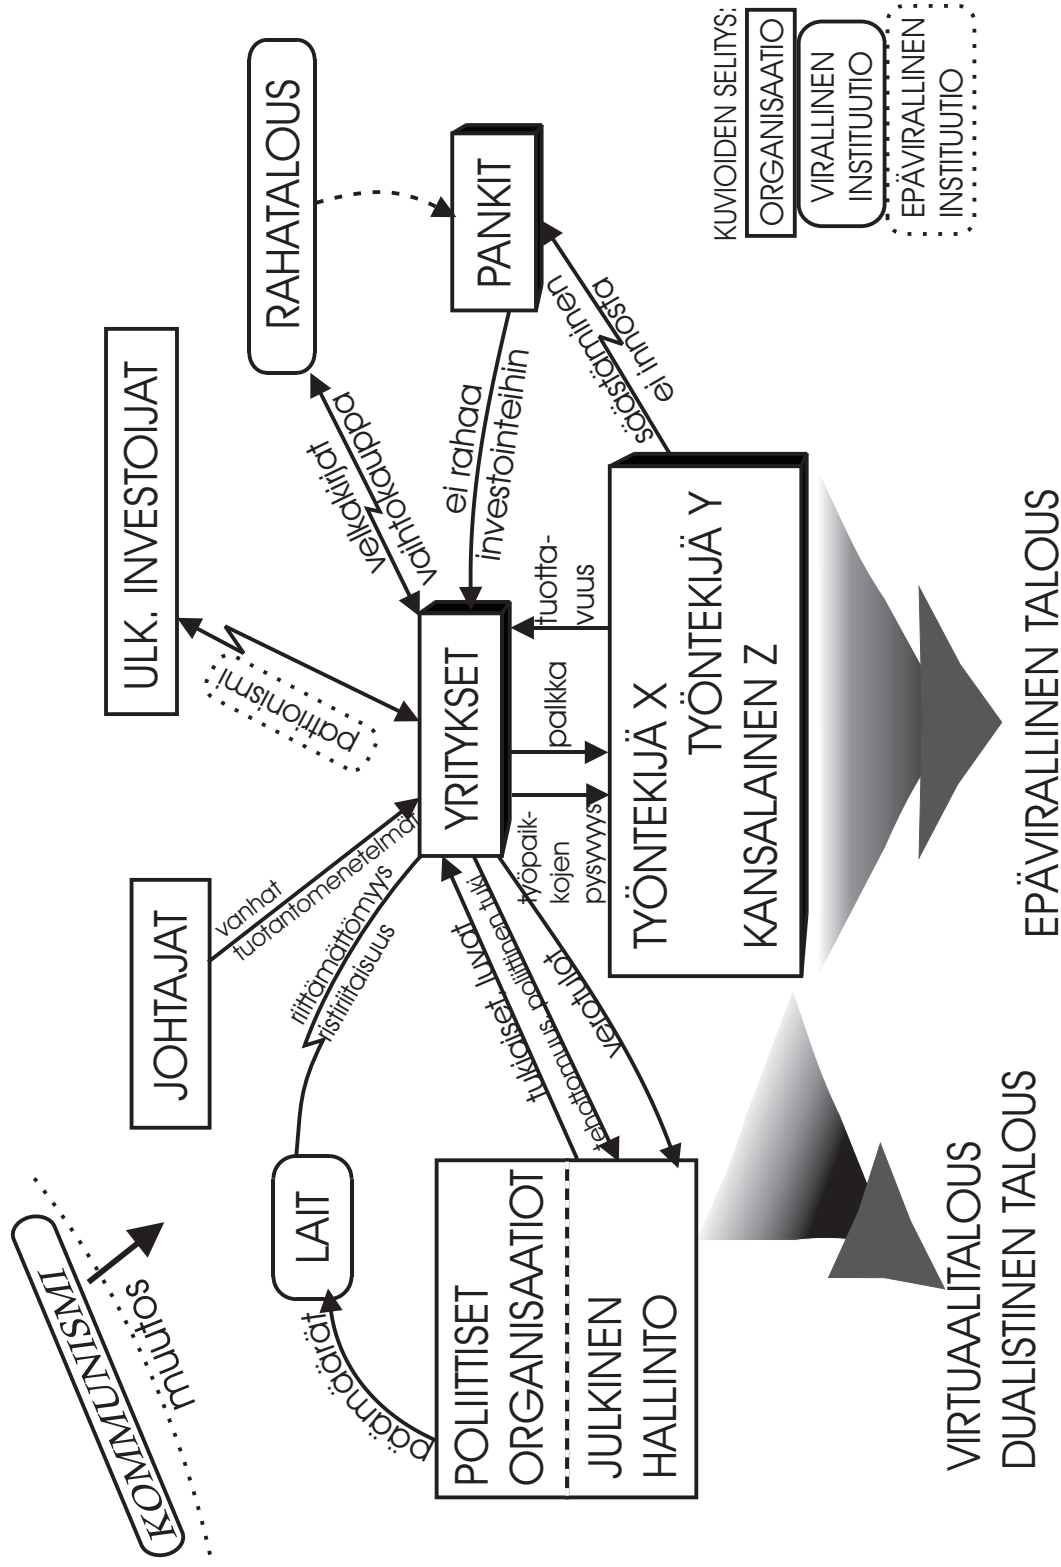 KOMMUNISMI
muutos
JOHTAJAT
ULK. INVESTOIJAT
RAHATALOUS
vanhat
tuotantomenetelmät
patrionismi
velkakirjat
vaihtokauppa
LAIT
riittämättömyys
ristiriitaisuus
YRITYKSET
ei rahaa
investointeihin
PANKIT
päämäärät
POLIITTISET
ORGANISAATIOT
JULKINEN
HALLINTO
tukiaiset, luvat
tehottomuus, poliittinen tuki
verotulot
työpaik-
kojen
pysyvyys
palkka
tuotta-
vuus
säästäminen
ei innosta
TYÖNTEKIJÄ X
TYÖNTEKIJÄ Y
KANSALAINEN Z
KUVIOIDEN SELITYS:
ORGANISAATIO
VIRALLINEN
INSTITUUTIO
EPÄVIRALLINEN
INSTITUUTIO
VIRTUAALITALOUS
DUALISTINEN TALOUS
EPÄVIRALLINEN TALOUS